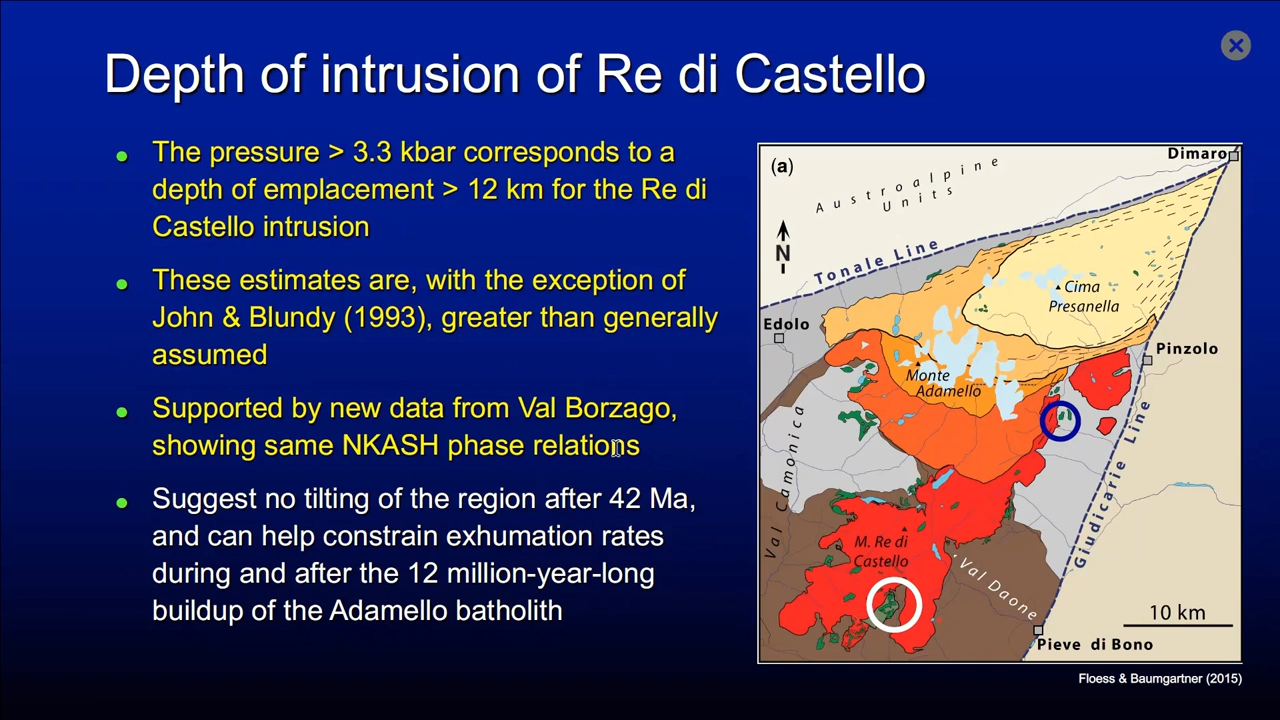 Depth of intrusion of Re di Castello
The pressure > 3.3 kbar corresponds to a
depth of emplacement > 12 km for the Re di
Castello intrusion
These estimates are, with the exception of
John & Blundy (1993), greater than generally
assumed
Supported by new data from Val Borzago,
showing same NKASH phase relations
Suggest no tilting of the region after 42 Ma,
and can help constrain exhumation rates
during and after the 12 million-year-long
buildup of the Adamello batholith
(a)
Dimaro
Austroalpine
Units
N
Tonale Line
Cima
Presanella
Edolo
Pinzolo
Monte
Adamello
Val Camonica
Giudicarie Line
M. Re di
Castello
Val Daone
10 km
Pieve di Bono
Floess & Baumgartner (2015)